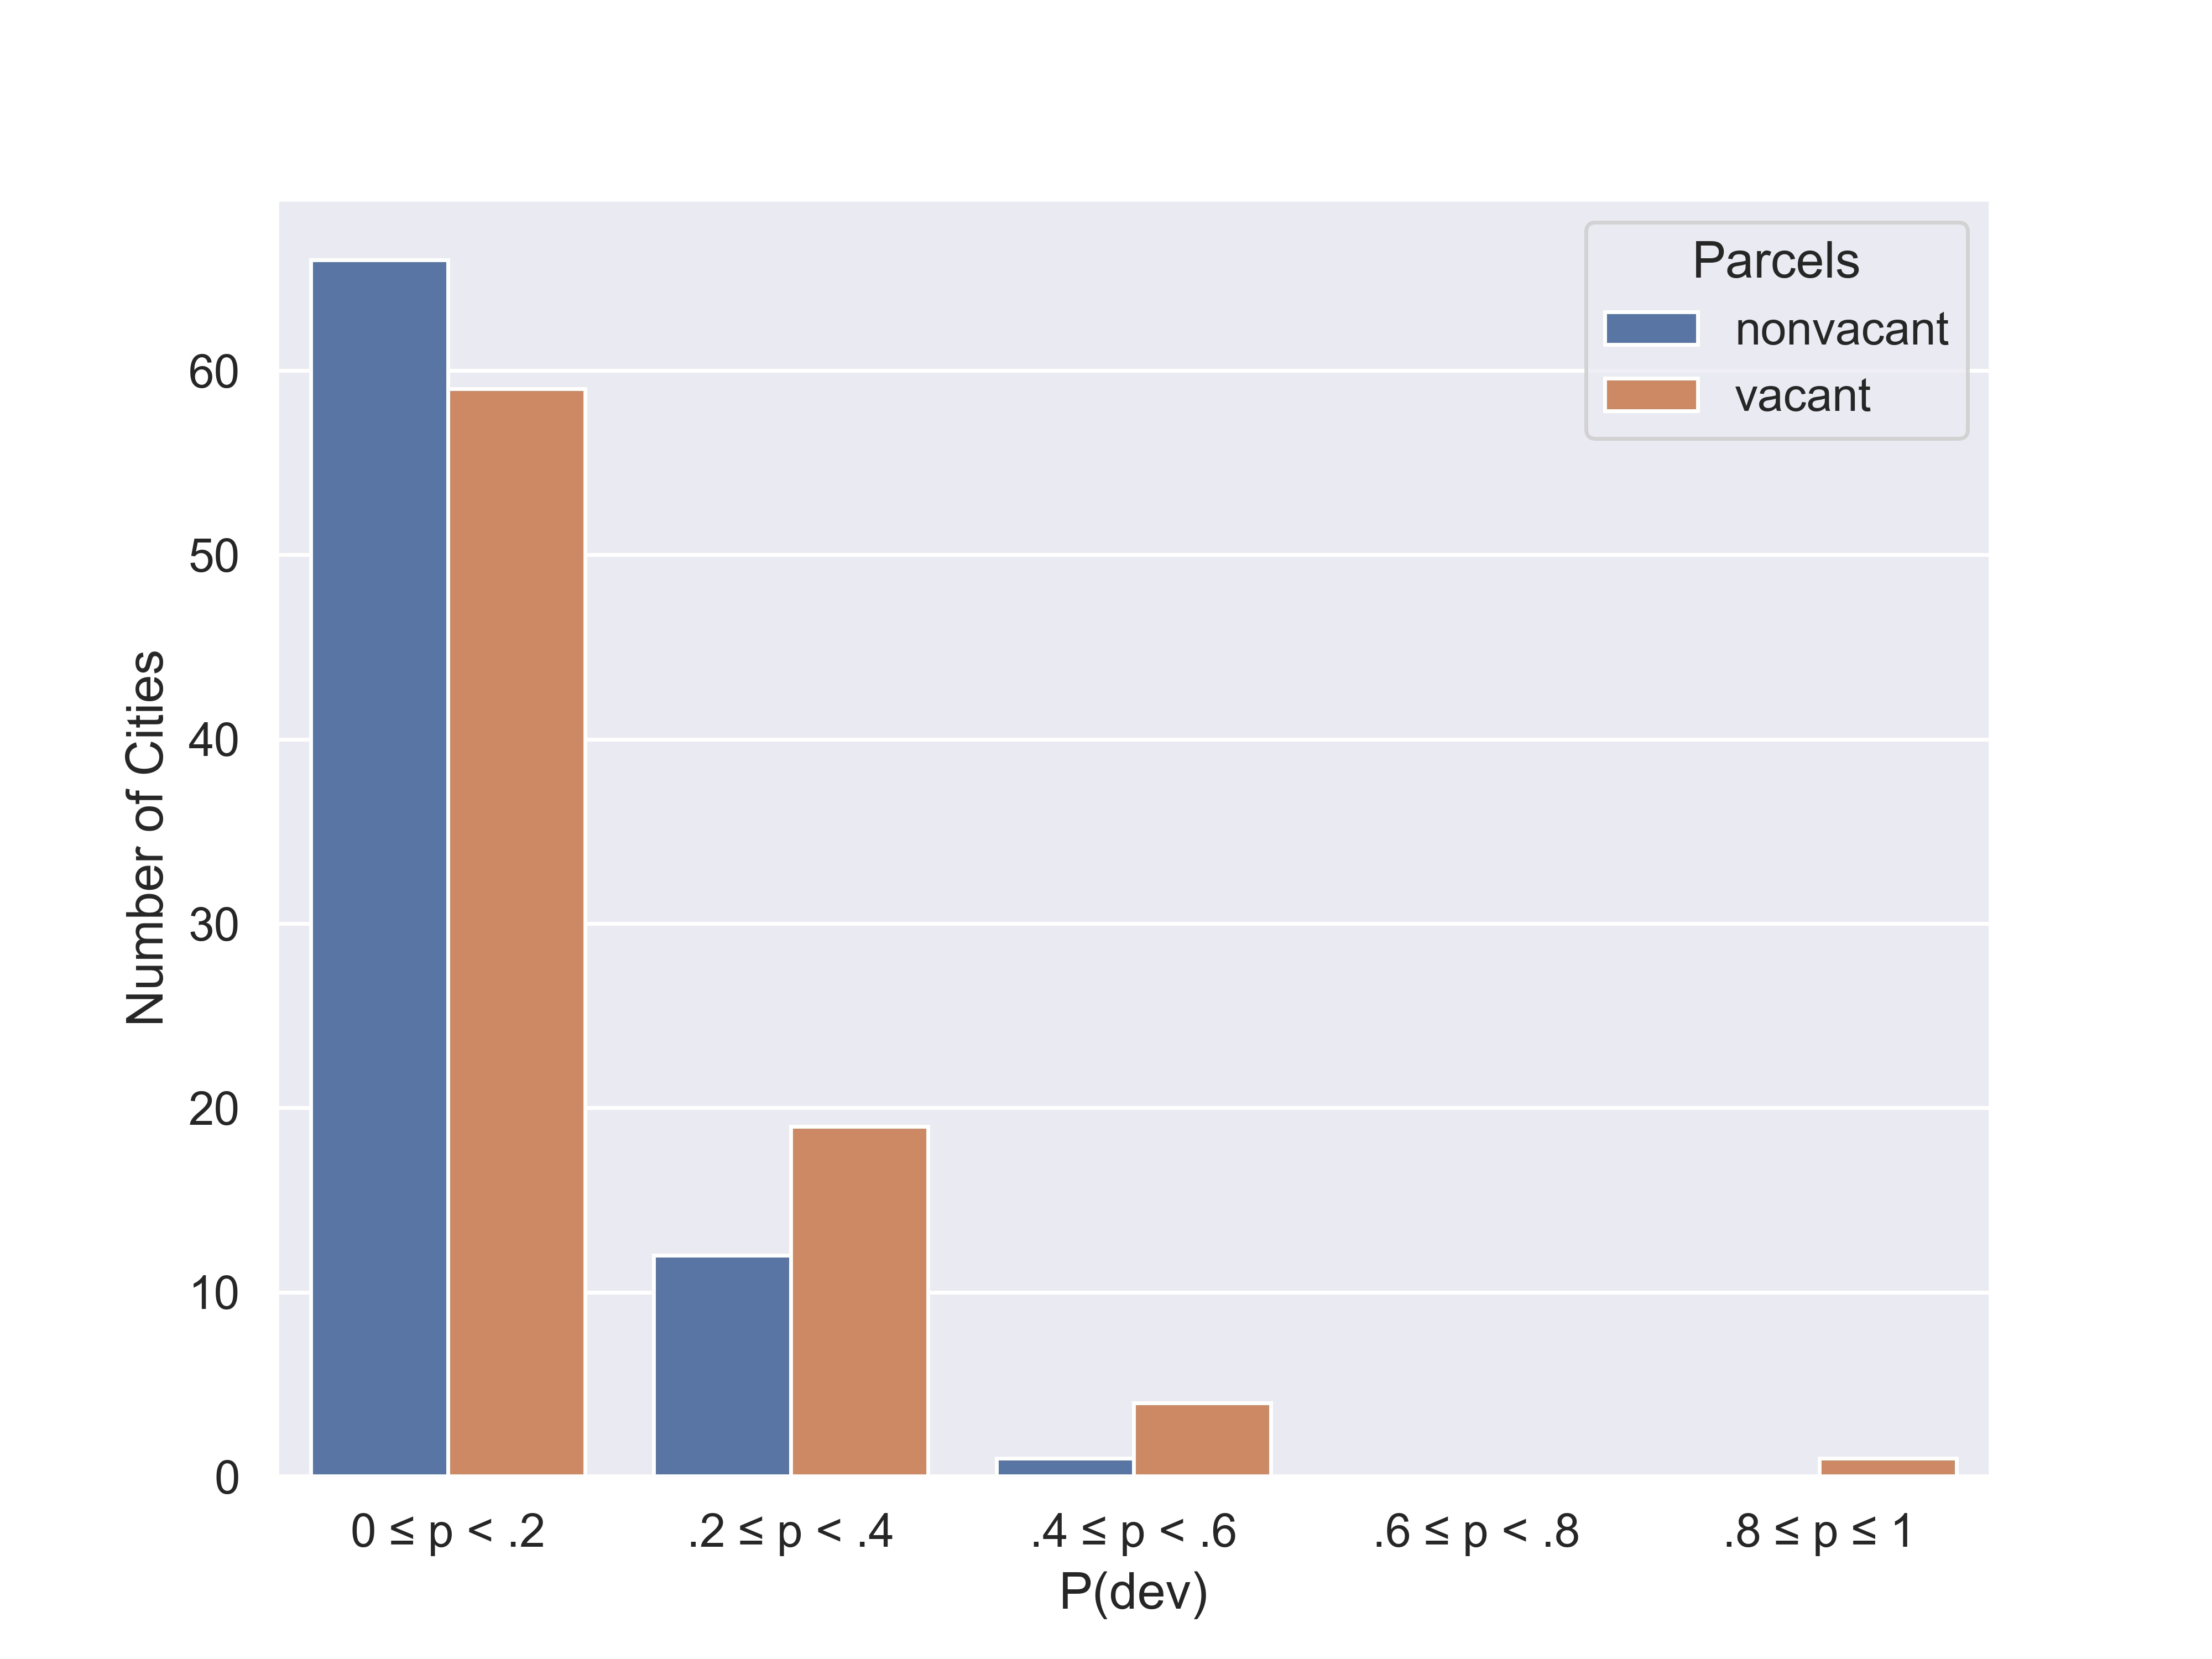 Parcels
nonvacant
vacant
Number of Cities
60
50
40
30
20
10
0
0 ≤ p < .2
.2 ≤ p < .4
.4 ≤ p < .6
.6 ≤ p < .8
.8 ≤ p ≤ 1
P(dev)